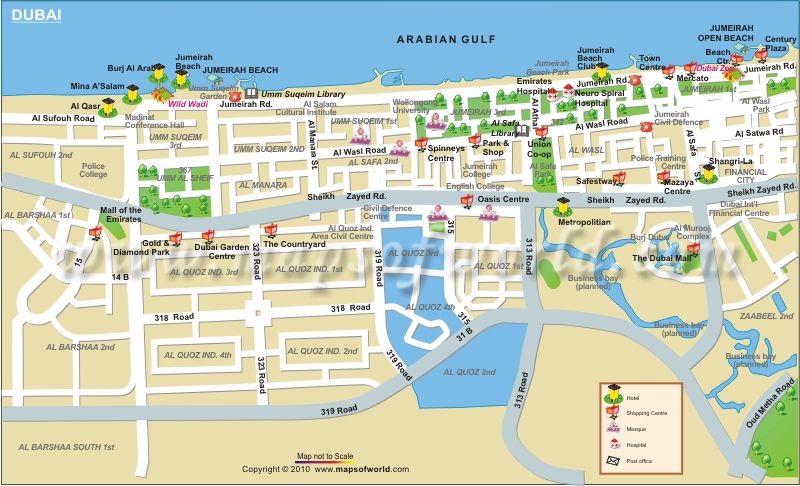 DUBAI
ARABIAN GULF
Burj Al Arab
Jumeirah
Beach
JUMEIRAH BEACH
Mina A'Salam
Umm Suqeim
Garden
Umm Suqeim Library
Al Qasr
Wild Wadi
Jumeirah Rd.
Al Sufouh Road
Madinat
Conference Hall
Al Salam
Cultural Institute
Wollongong
University
JUMEIRAH 3rd
Jumeirah
Beach Park
Emirates
Hospital
Jumeirah
Beach
Club
Jumeirah Rd.
Neuro Spiral
Hospital
Town
Centre
Mercato
JUMEIRAH
OPEN BEACH
Beach
Ctr.
Dubai Zoo
Century
Plaza
Jumeirah Rd.
JUMEIRAH 1st
Al Wasl
Park
UMM SUQEIM
3rd
UMM SUQEIM 2ND
Al Manara St.
UMM SUQEIM 1st
Al Wasl Road
AL SAFA 2nd
Al Safa
Library
Spinneys
Centre
Park &
Shop
Al Athar
342
Union
Co-op
Al Wasl Rd.
AL WASL
Jumeirah
Civil Defence
Al Satwa Rd
Al Safa St.
Shangri-La
FINANCIAL
CITY
AL SUFOUH 2nd
Police
College
367
UMM AL SHEIF
AL MANARA
Jumeirah
College
English College
Al Safa
Park
Police Training
Centre
Safestway
Mazaya
Centre
Sheikh Zayed Rd.
Sheikh Zayed Rd.
Sheikh Zayed Rd.
AL BARSHAA 1st
Mall of the
Emirates
Civil Defence
Centre
Oasis Centre
Metropolitian
Dubai Int'l
Financial Centre
Al Murooj
Complex
Burj Dubai
The Dubai Mall
Gold &
Diamond Park
Dubai Garden
Centre
The Countryard
Al Quoz Ind.
Area Civil Centre
15
14 B
323 Road
319 Road
315
313 Road
AL QUOZ IND. 3rd
AL QUOZ IND. 1st
AL QUOZ 3rd
AL QUOZ 1st
AL QUOZ 4th
Business bay
(planned)
Business bay
(planned)
Business bay
(planned)
ZAABEEL 2nd
318 Road
318 Road
315
31 B
AL BARSHAA 2nd
AL QUOZ IND. 4th
AL QUOZ IND. 2nd
323 Road
319 Road
AL QUOZ 2nd
313 Road
319 Road
Oud Metha Road
AL BARSHAA SOUTH 1st
Hotel
Shopping Centre
Mosque
Hospital
Post office
Map not to Scale
Copyright © 2010 www.mapsofworld.com
www.mapsofworld.com